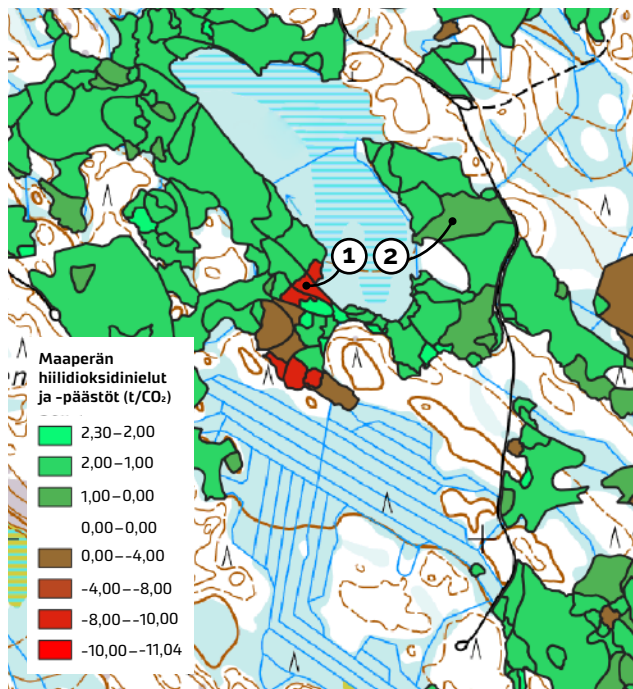 1
2
en
Maaperän
hiilidioksidinielut
ja -päästöt (t/CO₂)
2,30–2,00
2,00–1,00
1,00–0,00
0,00–0,00
0,00–-4,00
-4,00–-8,00
-8,00–-10,00
-10,00–-11,04